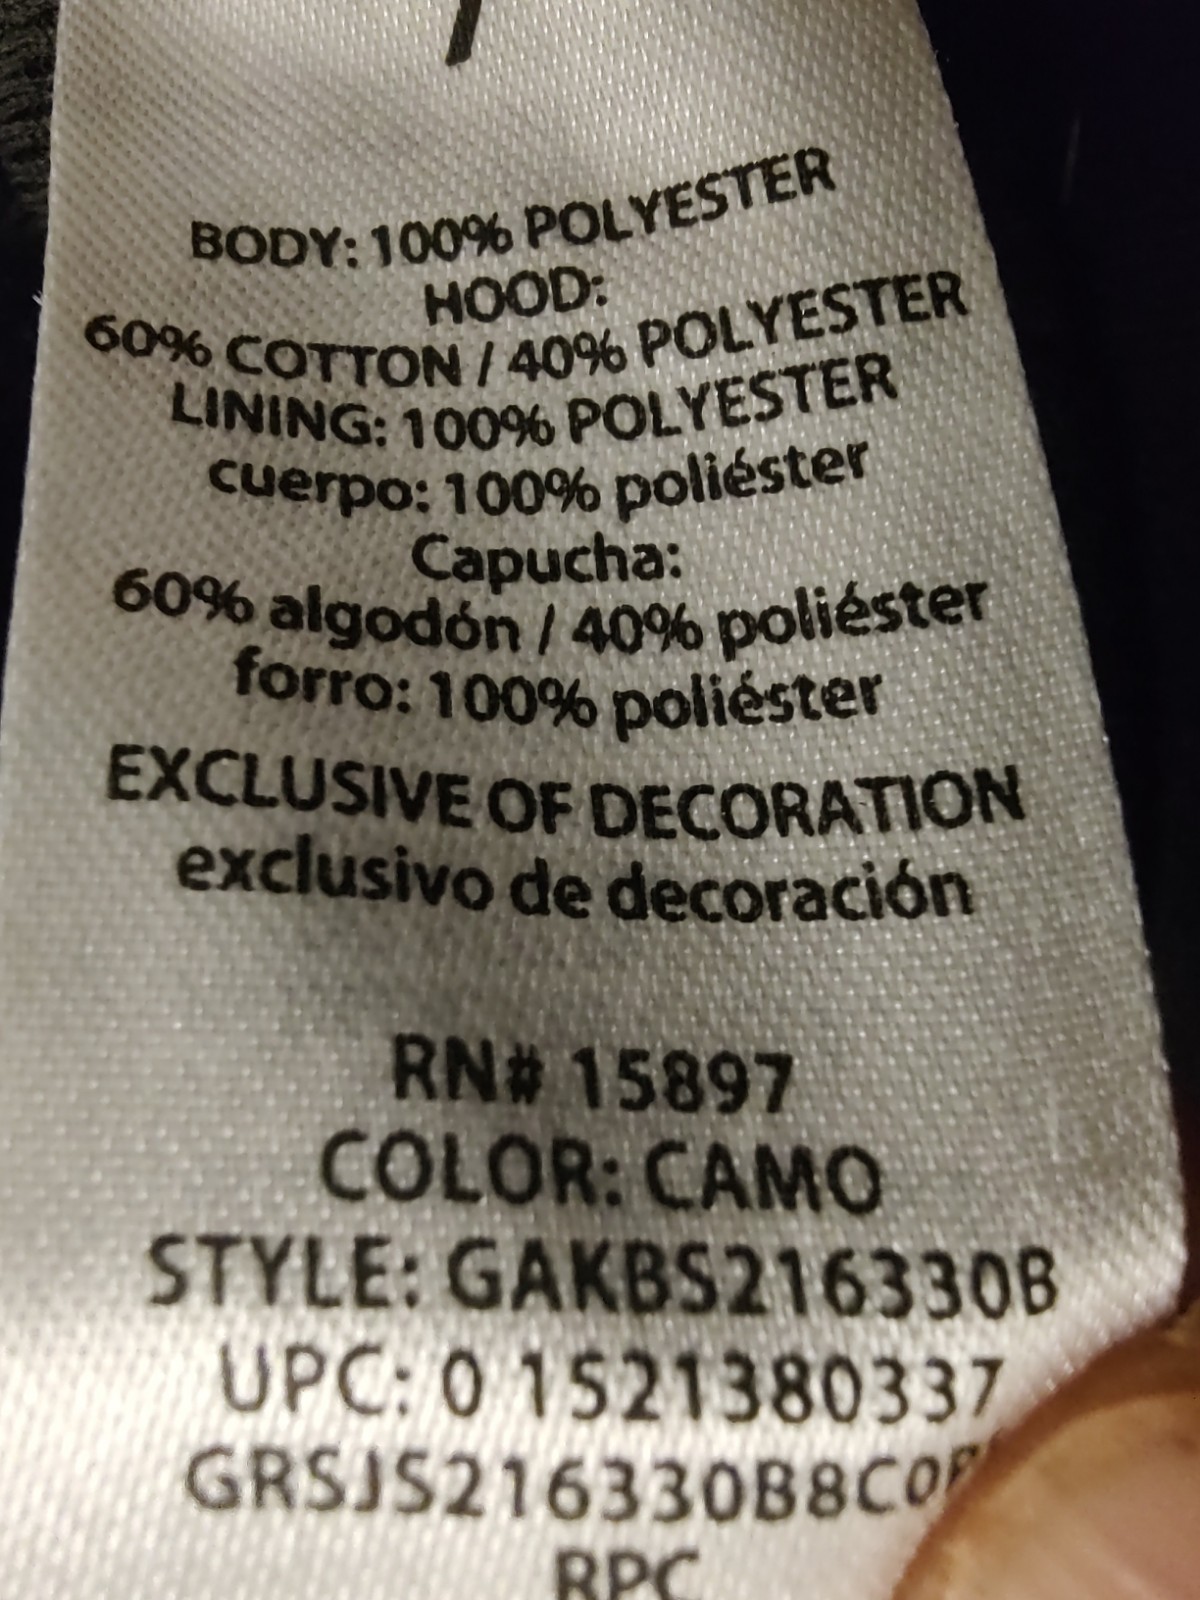 BODY: 100% POLYESTER
HOOD:
60% COTTON / 40% POLYESTER
LINING: 100% POLYESTER
cuerpo: 100% poliéster
Capucha:
60% algodón / 40% poliéster
forro: 100% poliéster
EXCLUSIVE OF DECORATION
exclusivo de decoración
RN# 15897
COLOR: CAMO
STYLE: GAKBS216330B
UPC: 0 1521380337
RPC